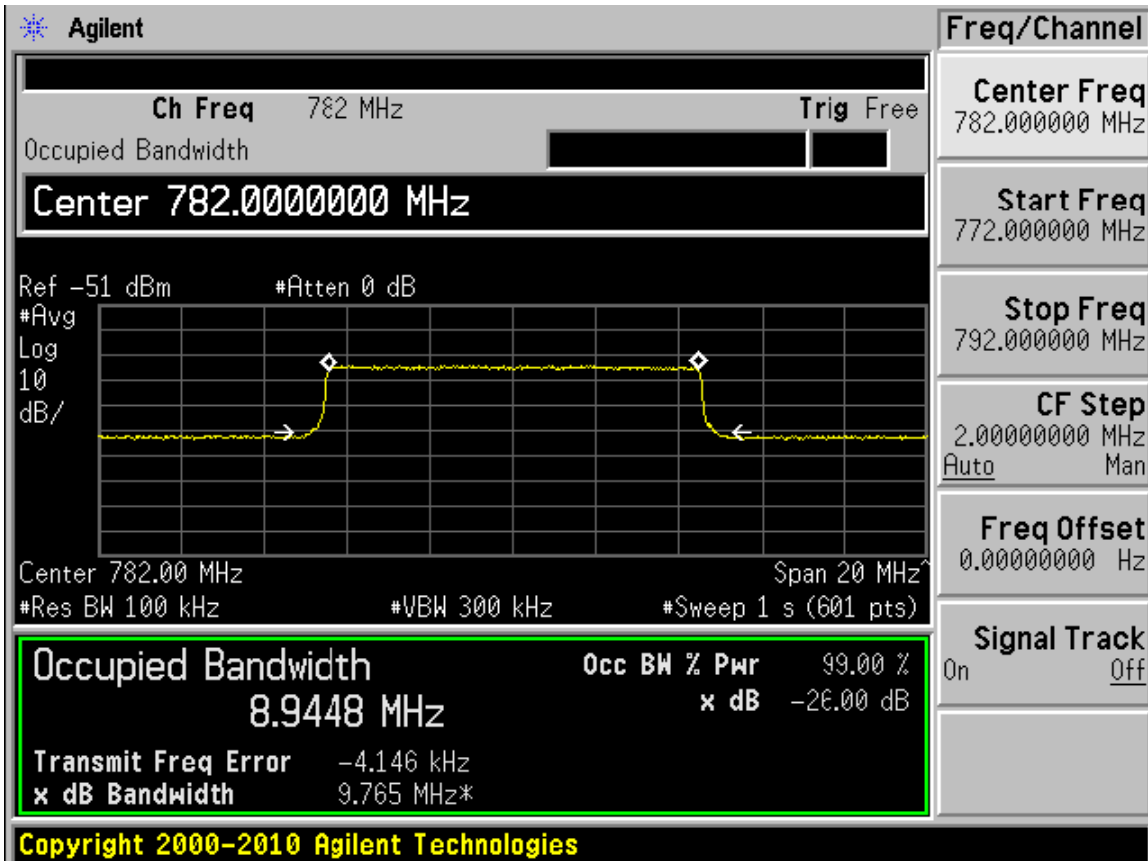 Agilent
Freq/Channel
Ch Freq 782 MHz Trig Free
Occupied Bandwidth
Center 782.0000000 MHz
Ref -51 dBm #Atten 0 dB
#Avg
Log
10
dB/
Center 782.00 MHz Span 20 MHz^
#Res BW 100 kHz #VBW 300 kHz #Sweep 1 s (601 pts)
Occupied Bandwidth
8.9448 MHz
Occ BW % Pwr 99.00 %
x dB -26.00 dB
Transmit Freq Error -4.146 kHz
x dB Bandwidth 9.765 MHz*
Copyright 2000-2010 Agilent Technologies
Center Freq
782.000000 MHz
Start Freq
772.000000 MHz
Stop Freq
792.000000 MHz
CF Step
2.00000000 MHz
Auto Man
Freq Offset
0.00000000 Hz
Signal Track
On Off